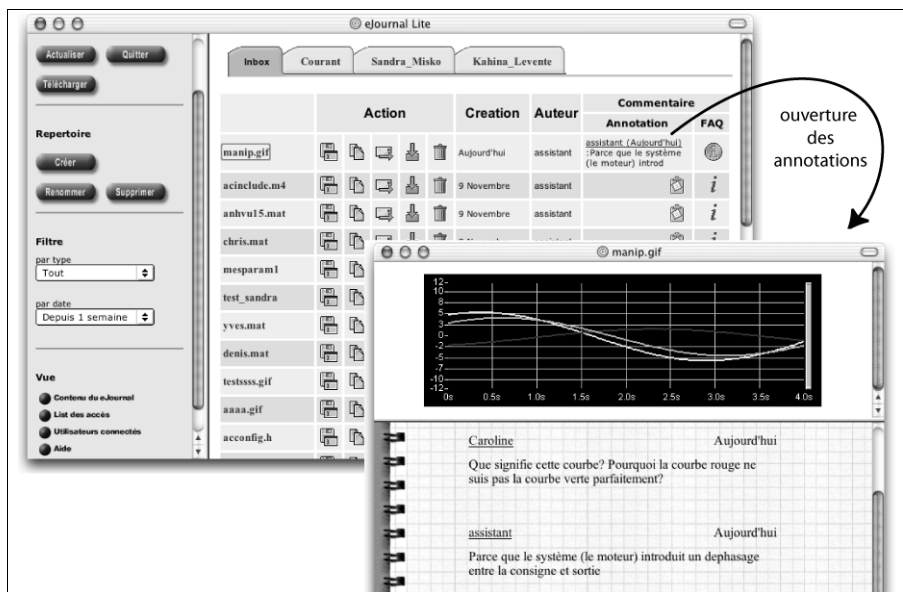 eJournal Lite
Actualiser Quitter
Télécharger
Repertoire
Créer
Renommer Supprimer
Filtre
par type
Tout
par date
Depuis 1 semaine
Vue
Contenu du eJournal
List des accès
Utilisateurs connectés
Aide
Inbox Courant Sandra_Misko Kahina_Levente
Action Creation Auteur Commentaire
Annotation FAQ
manip.gif Aujourd'hui assistant assistant (Aujourd'hui)
:Parce que le système
(le moteur) introd
acinclude.m4 9 Novembre assistant i
anhvu15.mat 9 Novembre assistant i
chris.mat
mesparam1
test_sandra
yves.mat
denis.mat
testssss.gif
aaaa.gif
acconfig.h
ouverture
des
annotations
manip.gif
12
10
8
5
3
0
-2
-5
-7
-10
-12
0s 0.5s 1.0s 1.5s 2.0s 2.5s 3.0s 3.5s 4.0s
Caroline Aujourd'hui
Que signifie cette courbe? Pourquoi la courbe rouge ne
suis pas la courbe verte parfaitement?
assistant Aujourd'hui
Parce que le système (le moteur) introduit un dephasage
entre la consigne et sortie